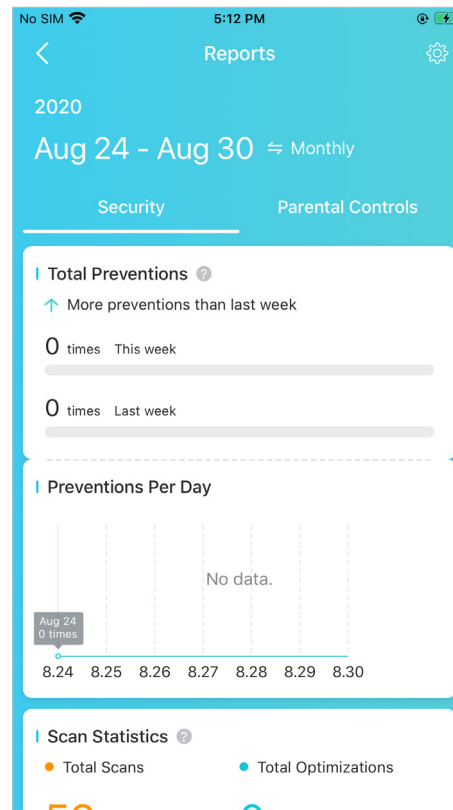 No SIM 5:12 PM
Reports
2020
Aug 24 - Aug 30 Monthly
Security Parental Controls
Total Preventions ?
More preventions than last week
0 times This week
0 times Last week
Preventions Per Day
No data.
Aug 24
0 times
8.24 8.25 8.26 8.27 8.28 8.29 8.30
Scan Statistics ?
Total Scans Total Optimizations